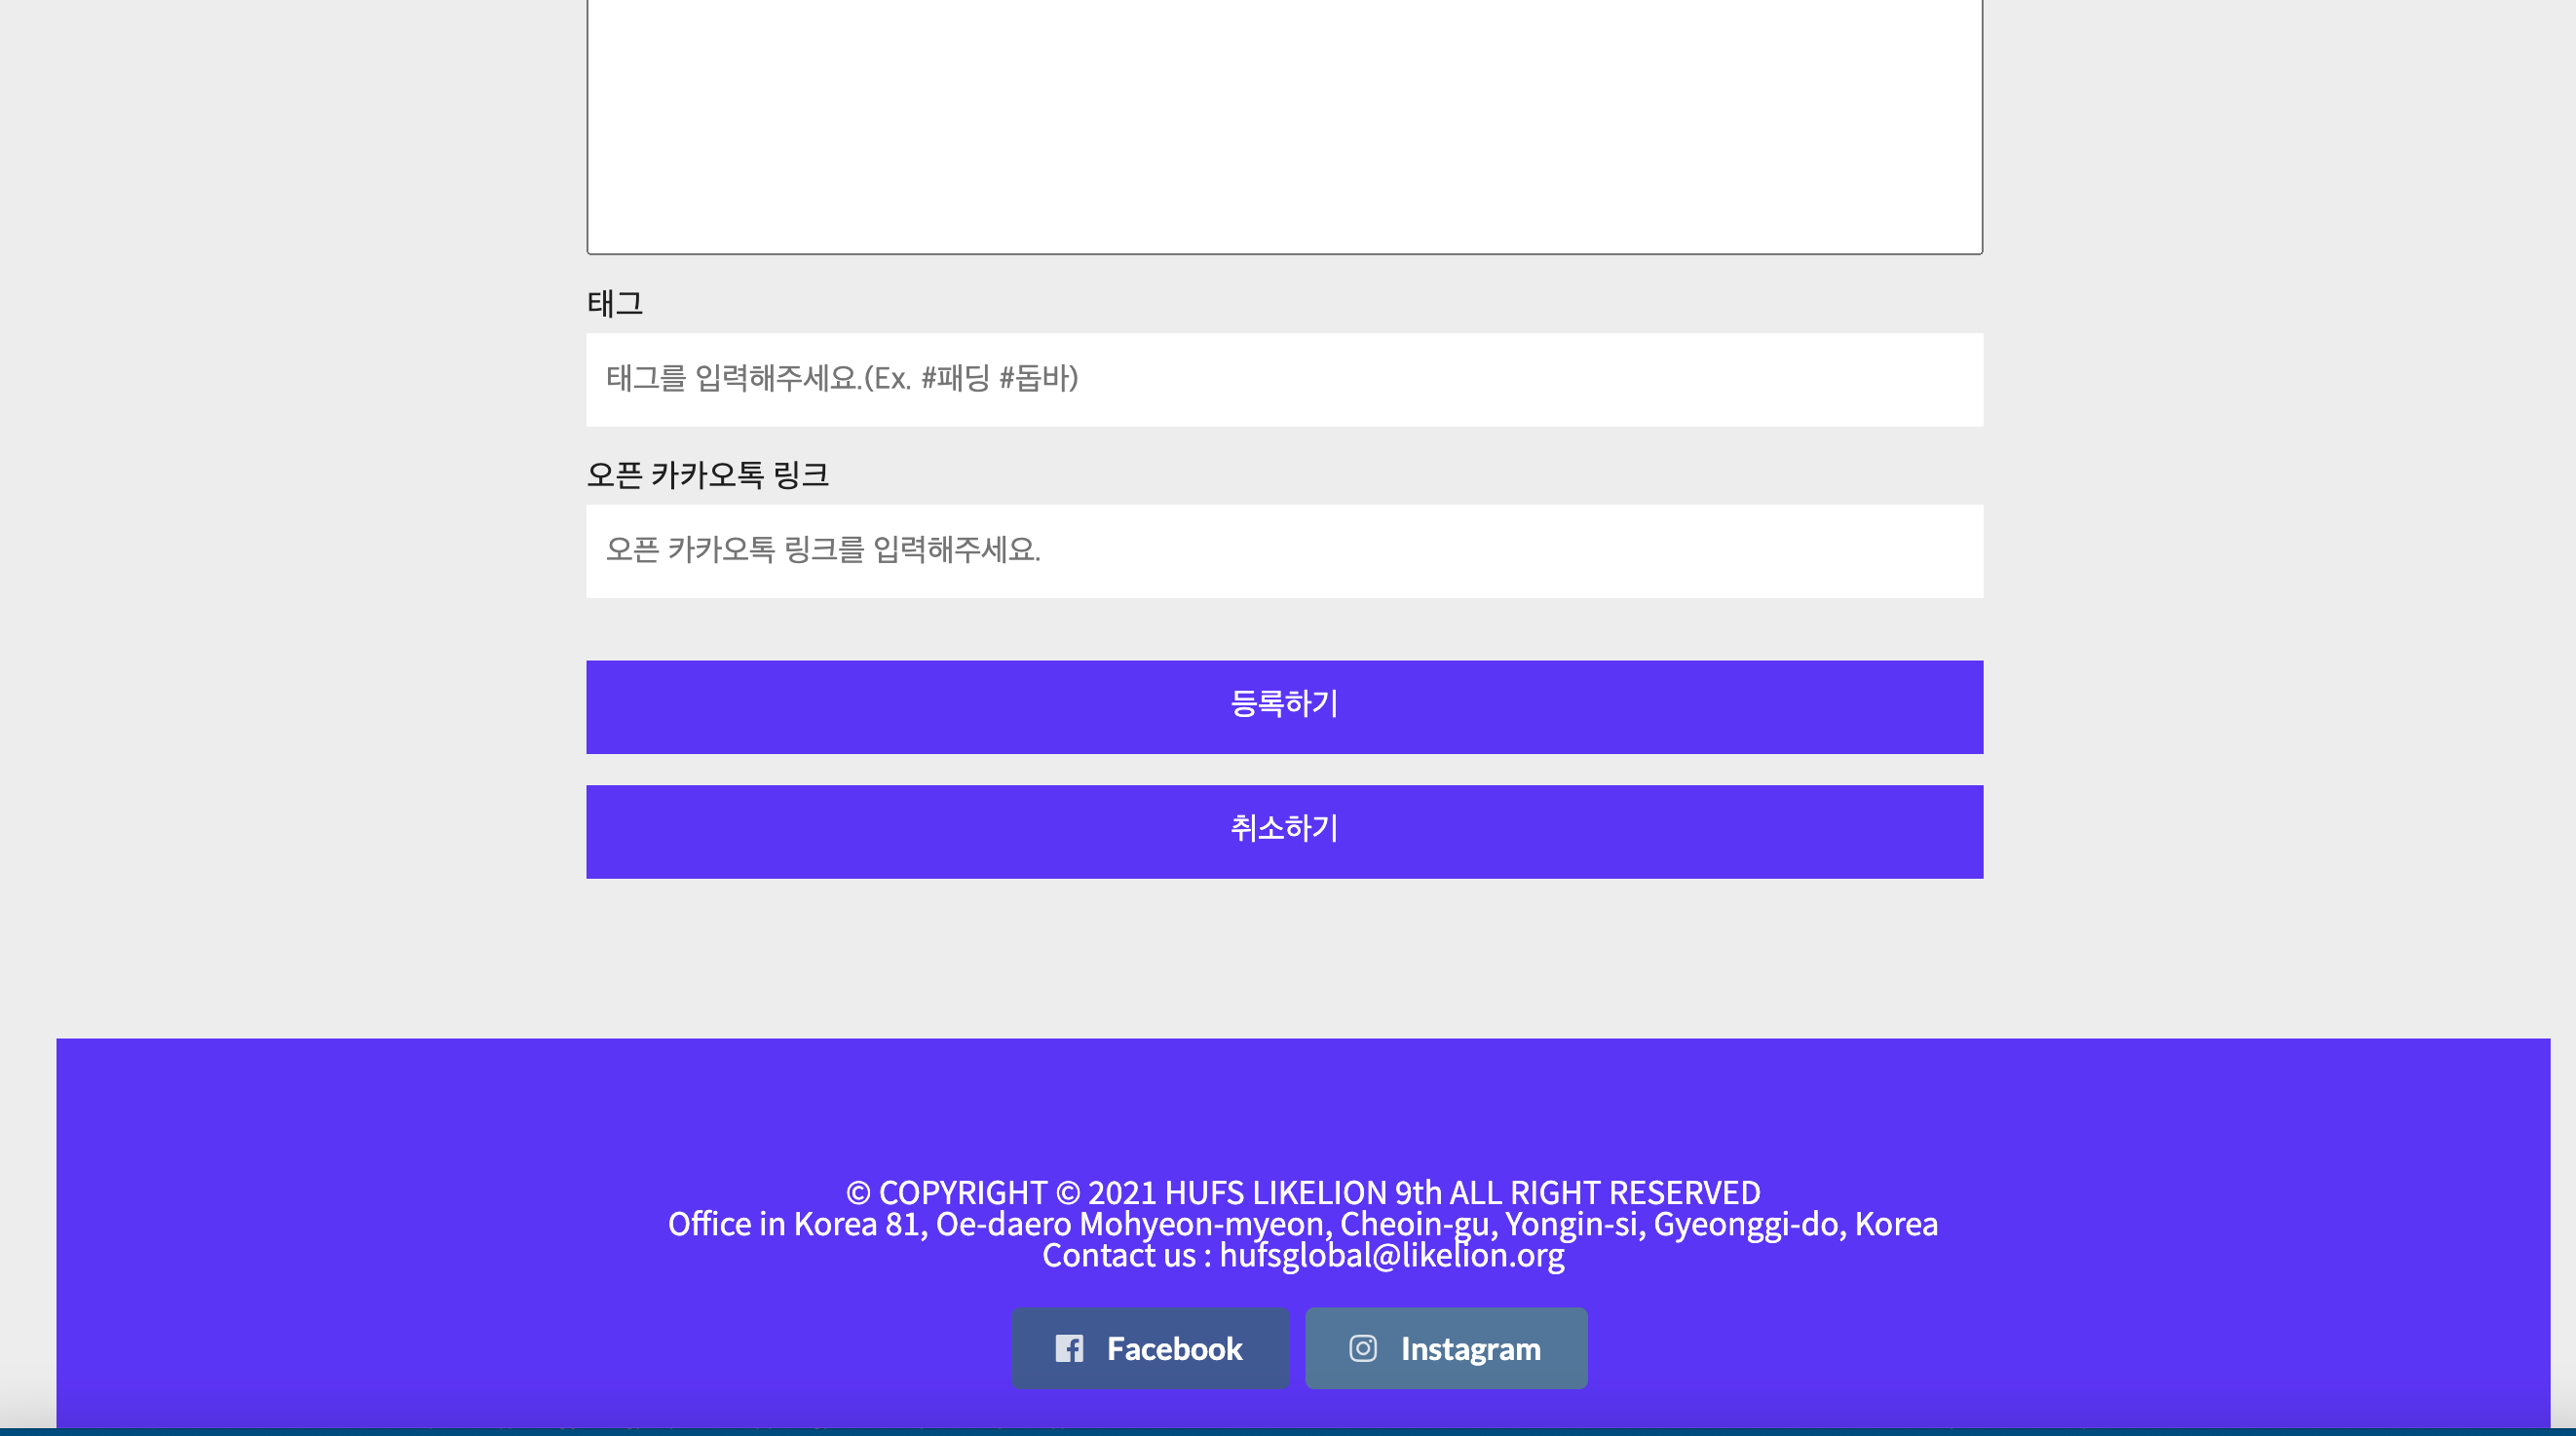 태그
태그를 입력해주세요.(Ex. #패딩 #돕바)
오픈 카카오톡 링크
오픈 카카오톡 링크를 입력해주세요.
등록하기
취소하기
© COPYRIGHT © 2021 HUFS LIKELION 9th ALL RIGHT RESERVED
Office in Korea 81, Oe-daero Mohyeon-myeon, Cheoin-gu, Yongin-si, Gyeonggi-do, Korea
Contact us : hufsglobal@likelion.org
Facebook Instagram